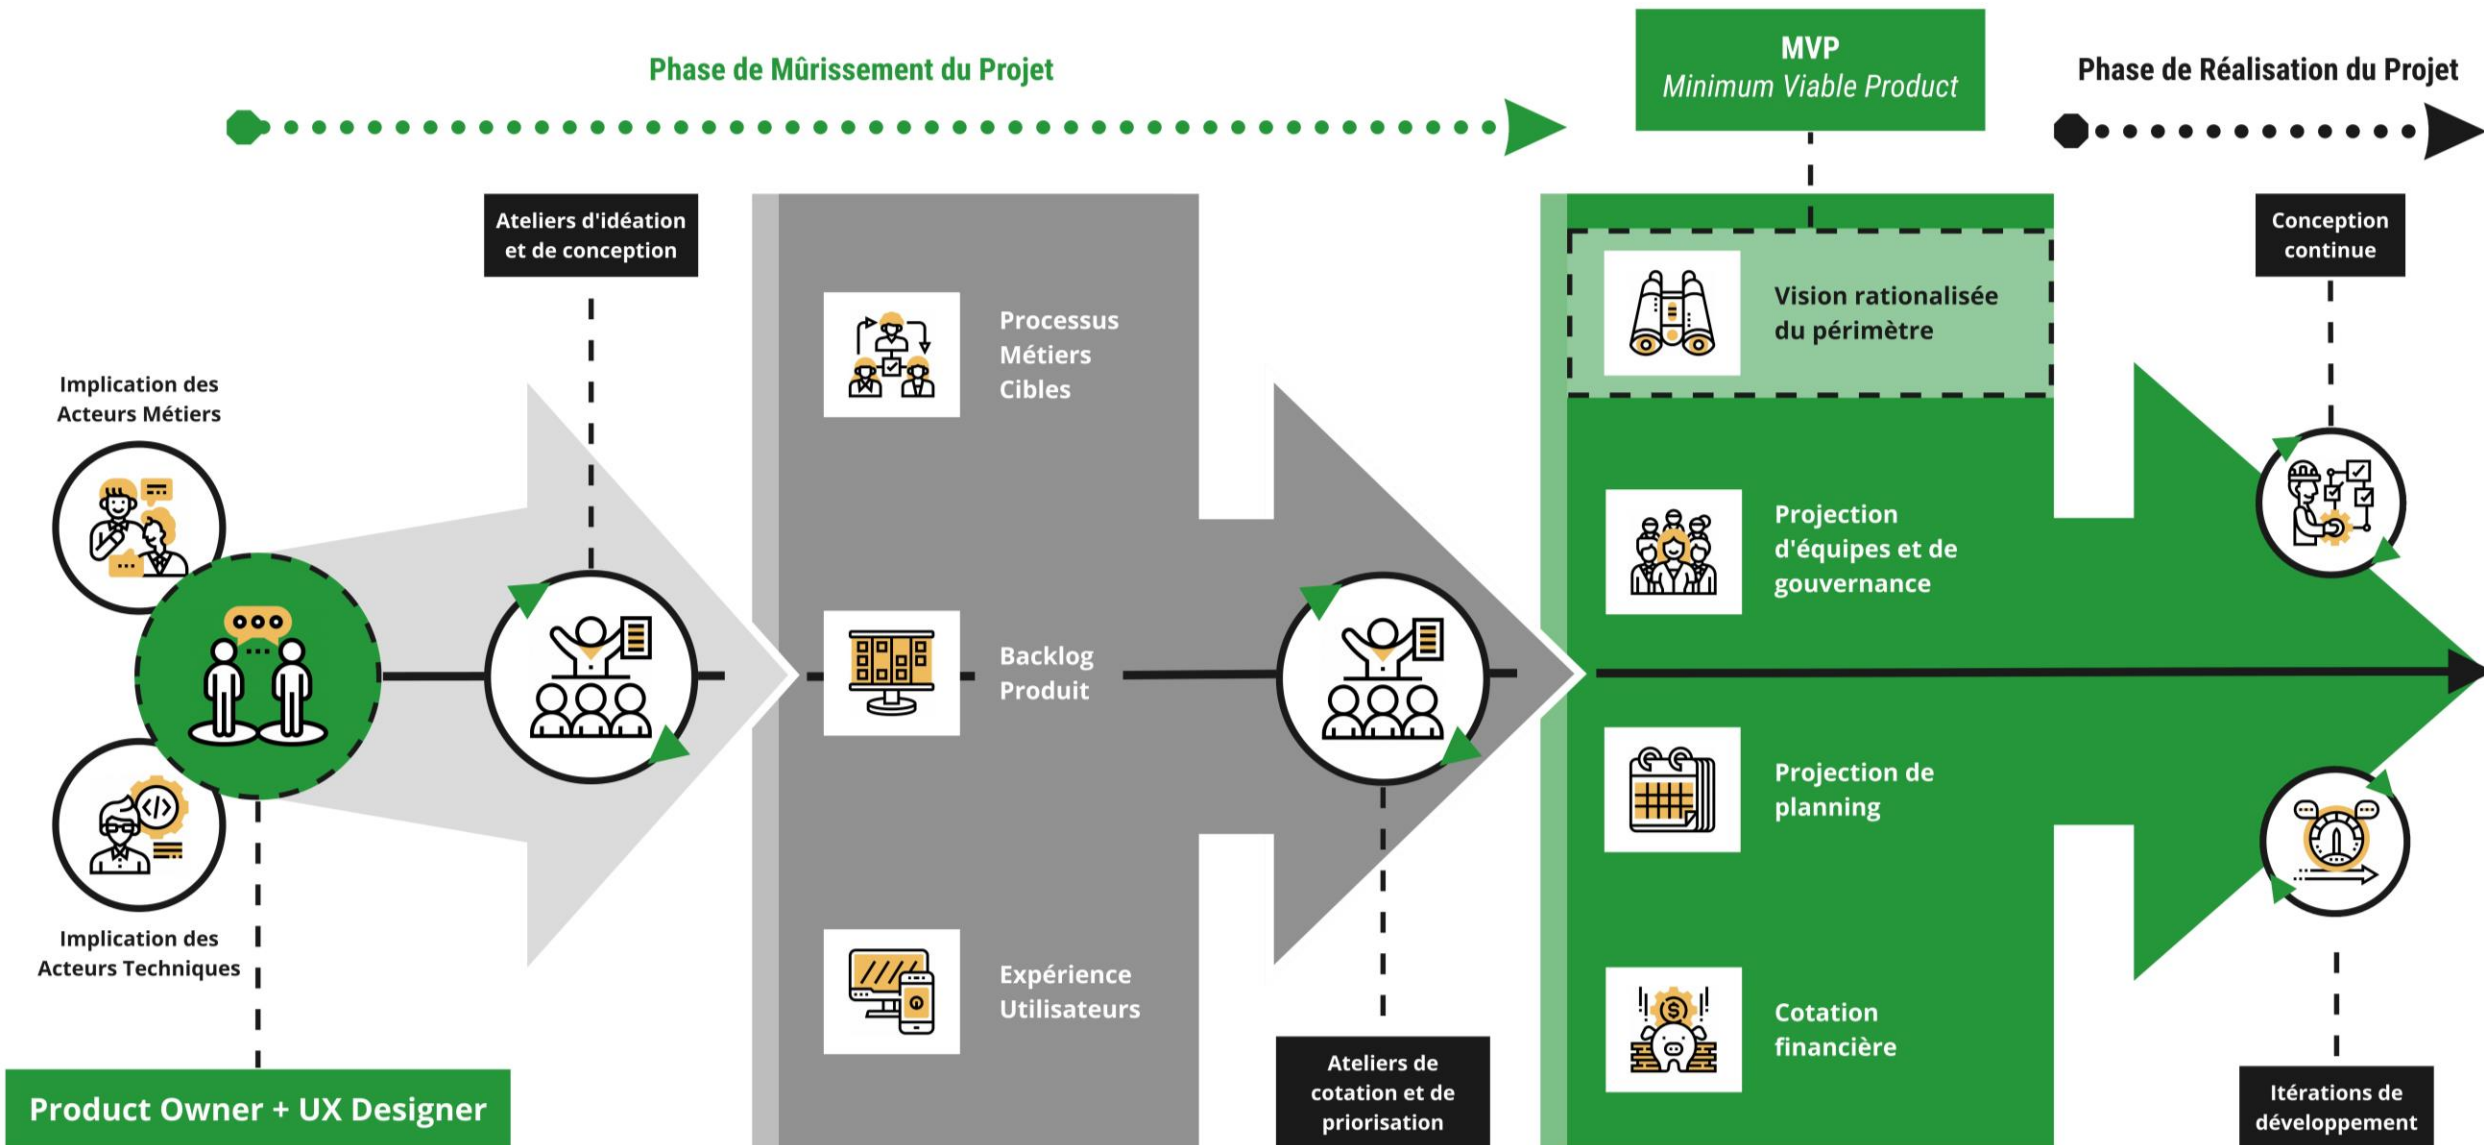 Phase de Mûrissement du Projet
MVP
Minimum Viable Product
Phase de Réalisation du Projet
Implication des
Acteurs Métiers
Implication des
Acteurs Techniques
Product Owner + UX Designer
Ateliers d'idéation
et de conception
Processus
Métiers
Cibles
Backlog
Produit
Expérience
Utilisateurs
Ateliers de
cotation et de
priorisation
Vision rationalisée
du périmètre
Projection
d'équipes et de
gouvernance
Projection de
planning
Cotation
financière
Conception
continue
Itérations de
développement